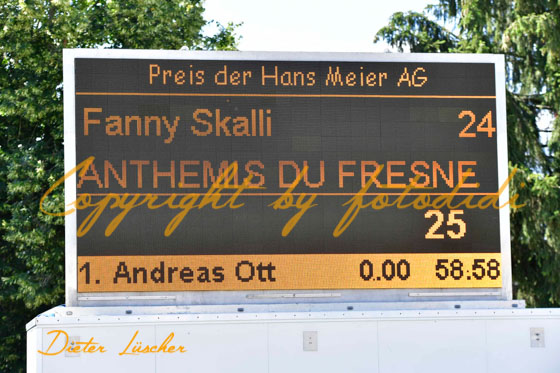 Preis der Hans Meier AG
Fanny Skalli 24
ANTHEMIS DU FRESNE
Copyright by fotodidi
25
1. Andreas Ott 0.00 58.58
Dieter Lüscher